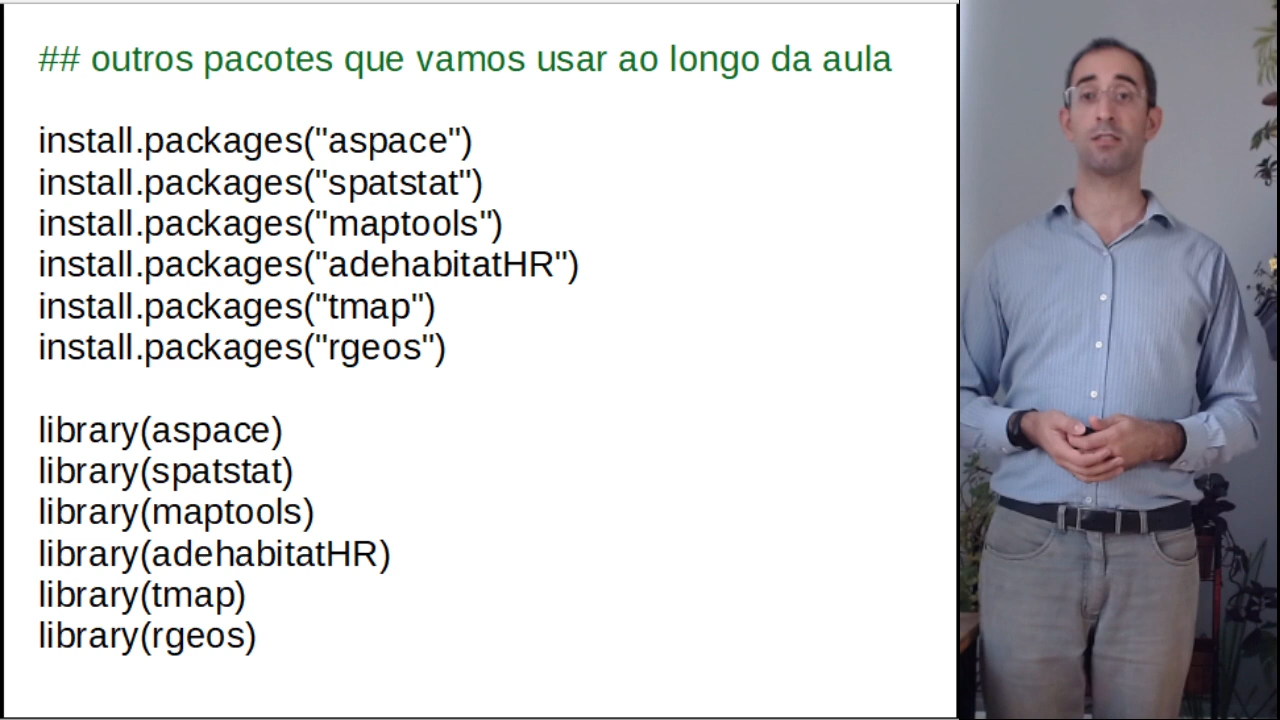 ## outros pacotes que vamos usar ao longo da aula
install.packages("aspace")
install.packages("spatstat")
install.packages("maptools")
install.packages("adehabitatHR")
install.packages("tmap")
install.packages("rgeos")
library(aspace)
library(spatstat)
library(maptools)
library(adehabitatHR)
library(tmap)
library(rgeos)